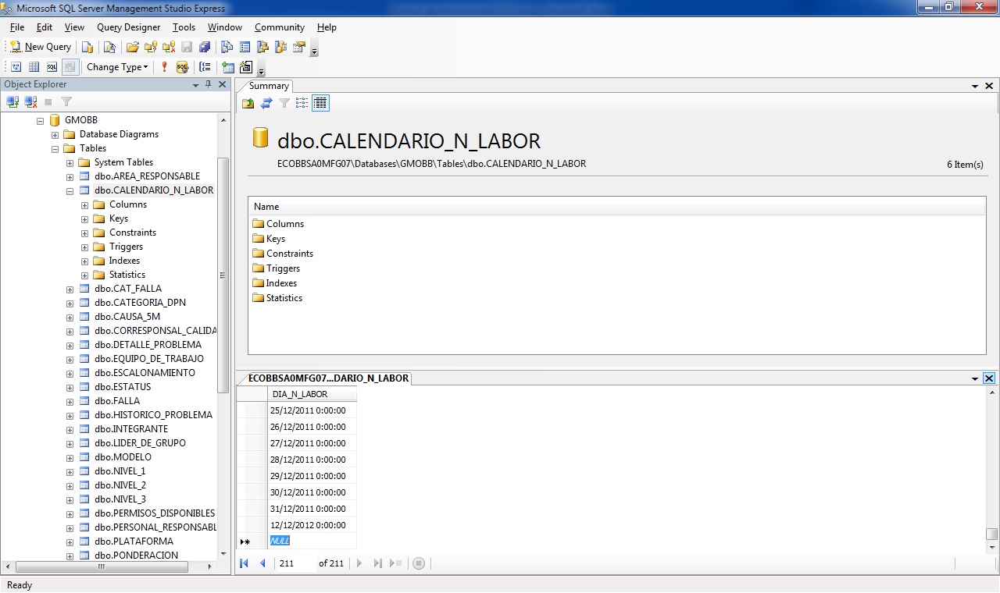 Microsoft SQL Server Management Studio Express
File Edit View Query Designer Tools Window Community Help
New Query
SQL Change Type SQL
Object Explorer
GMOBB
Database Diagrams
Tables
System Tables
dbo.AREA_RESPONSABLE
dbo.CALENDARIO_N_LABOR
Columns
Keys
Constraints
Triggers
Indexes
Statistics
dbo.CAT_FALLA
dbo.CATEGORIA_DPN
dbo.CAUSA_5M
dbo.CORRESPONSAL_CALIDA
dbo.DETALLE_PROBLEMA
dbo.EQUIPO_DE_TRABAJO
dbo.ESCALONAMIENTO
dbo.ESTATUS
dbo.FALLA
dbo.HISTORICO_PROBLEMA
dbo.INTEGRANTE
dbo.LIDER_DE_GRUPO
dbo.MODELO
dbo.NIVEL_1
dbo.NIVEL_2
dbo.NIVEL_3
dbo.PERMISOS_DISPONIBLES
dbo.PERSONAL_RESPONSABL
dbo.PLATAFORMA
dbo.PONDERACION
Summary
dbo.CALENDARIO_N_LABOR
ECOBBSA0MFG07\Databases\GMOBB\Tables\dbo.CALENDARIO_N_LABOR 6 Item(s)
Name
Columns
Keys
Constraints
Triggers
Indexes
Statistics
ECOBBSA0MFG07...DARIO_N_LABOR
DIA_N_LABOR
25/12/2011 0:00:00
26/12/2011 0:00:00
27/12/2011 0:00:00
28/12/2011 0:00:00
29/12/2011 0:00:00
30/12/2011 0:00:00
31/12/2011 0:00:00
12/12/2012 0:00:00
NULL
211 of 211
Ready